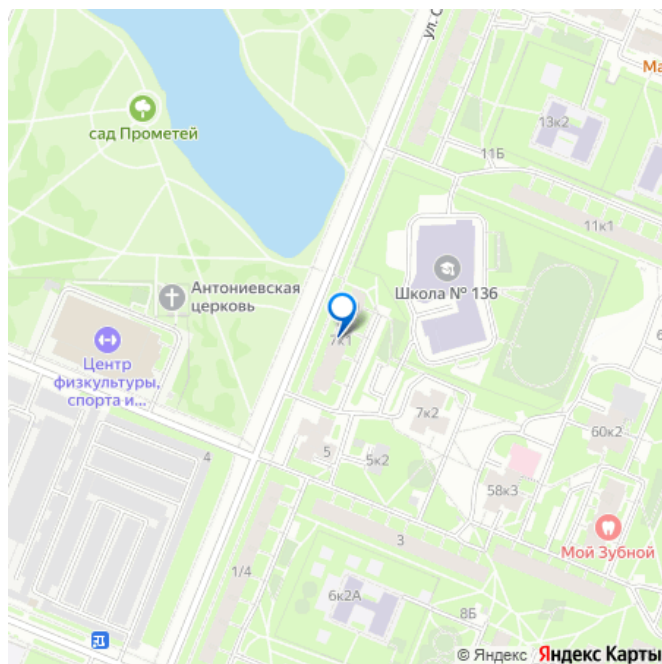 ул. С
Ма
13к2
сад Прометей
11Б
11к1
Антониевская
церковь
Школа № 136
7к1
Центр
физкультуры,
спорта и...
7к2
6
60к2
4
5
5к2
58к3
Мой Зубной
3
1/4
6к2А
8Б
© Яндекс Яндекс Карты